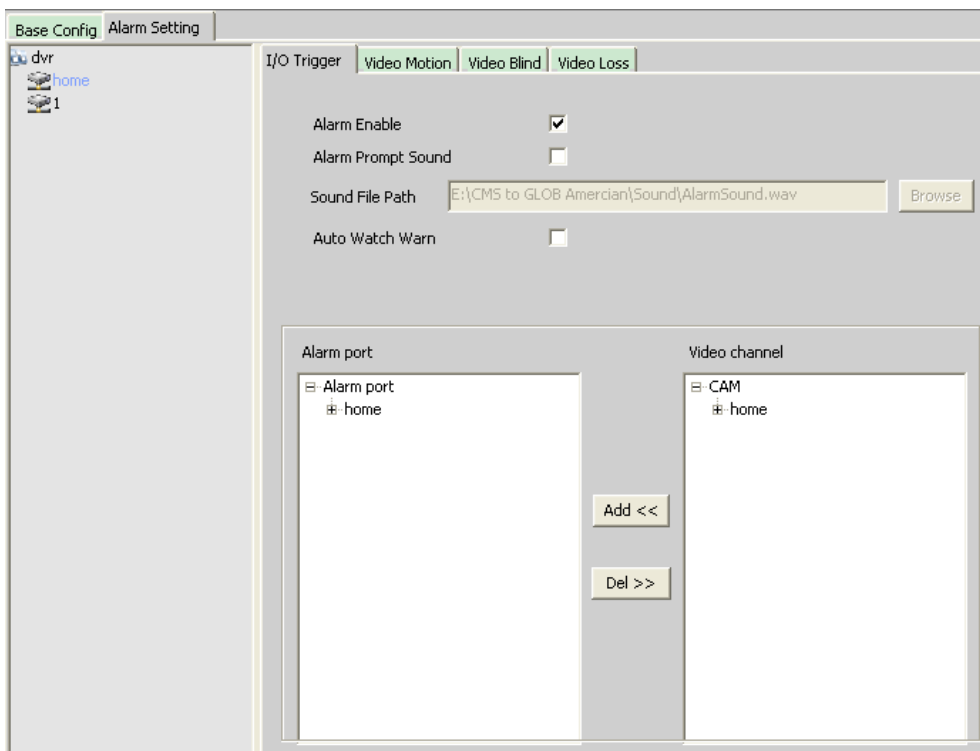 Base Config Alarm Setting
dvr
home
1
I/O Trigger Video Motion Video Blind Video Loss
Alarm Enable
Alarm Prompt Sound
Sound File Path E:\CMS to GLOB Amercian\Sound\AlarmSound.wav Browse
Auto Watch Warn
Alarm port
Alarm port
home
Add <<
Del >>
Video channel
CAM
home